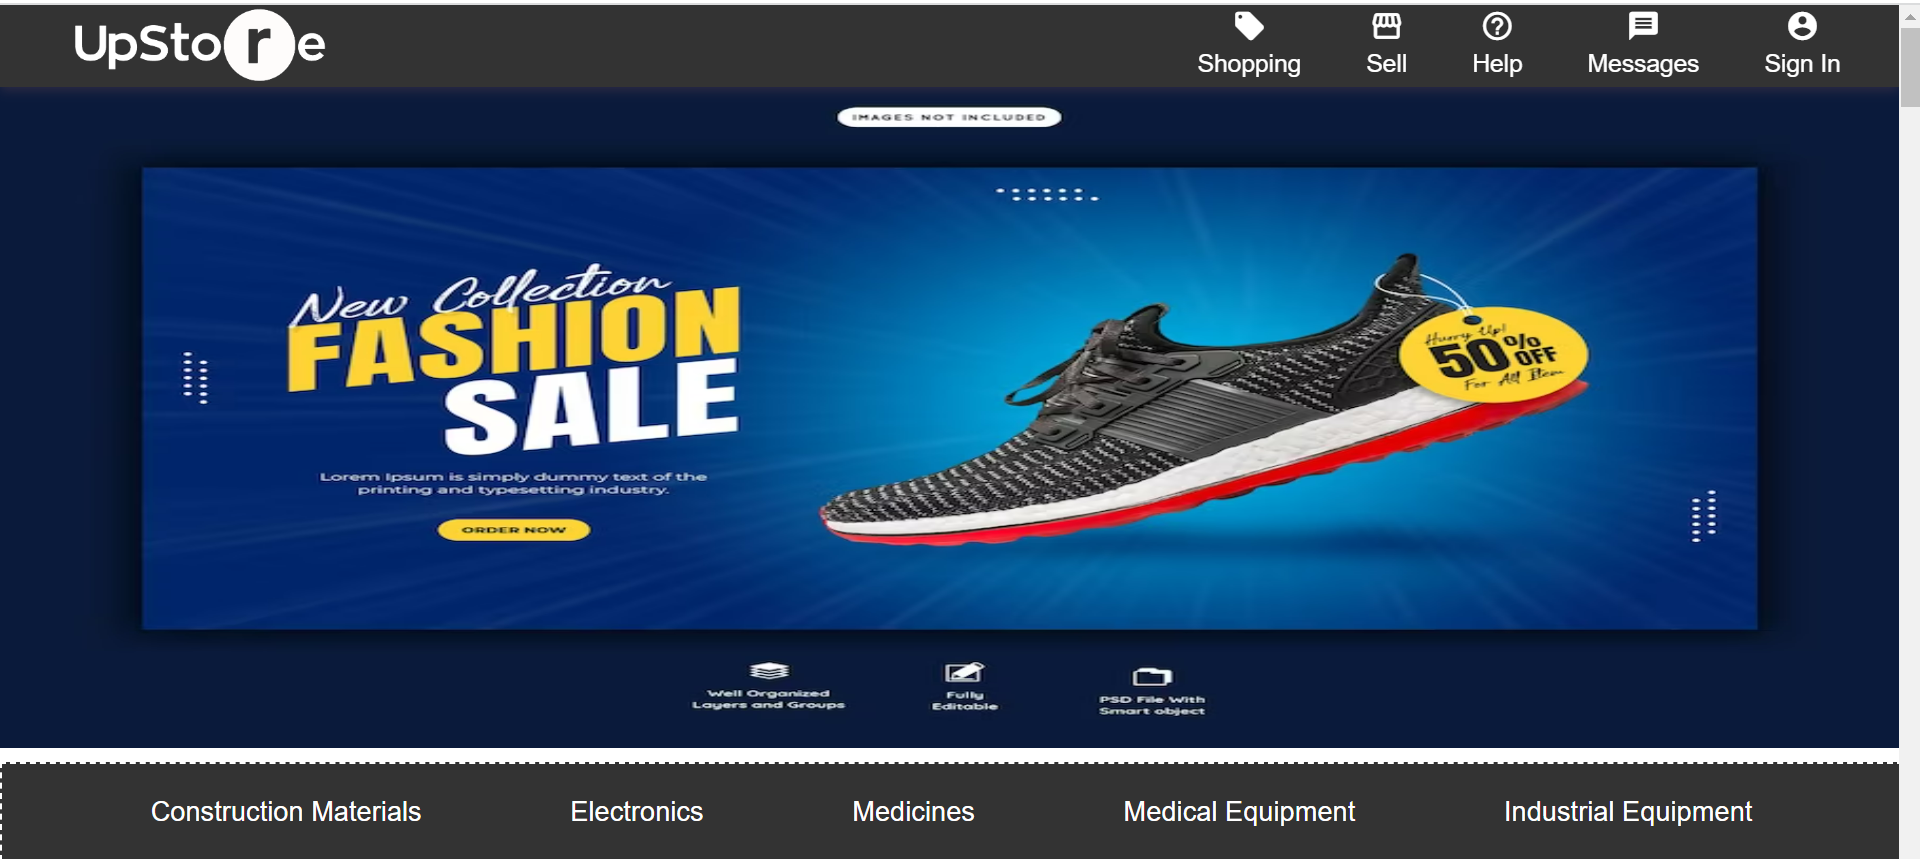 UpStore
Shopping
Sell
Help
Messages
Sign In
IMAGES NOT INCLUDED
New Collection
FASHION
SALE
Lorem Ipsum is simply dummy text of the
printing and typesetting industry.
ORDER NOW
Hurry Up!
50% OFF
For All Item
Well Organized
Layers and Groups
Fully
Editable
PSD File With
Smart object
Construction Materials
Electronics
Medicines
Medical Equipment
Industrial Equipment